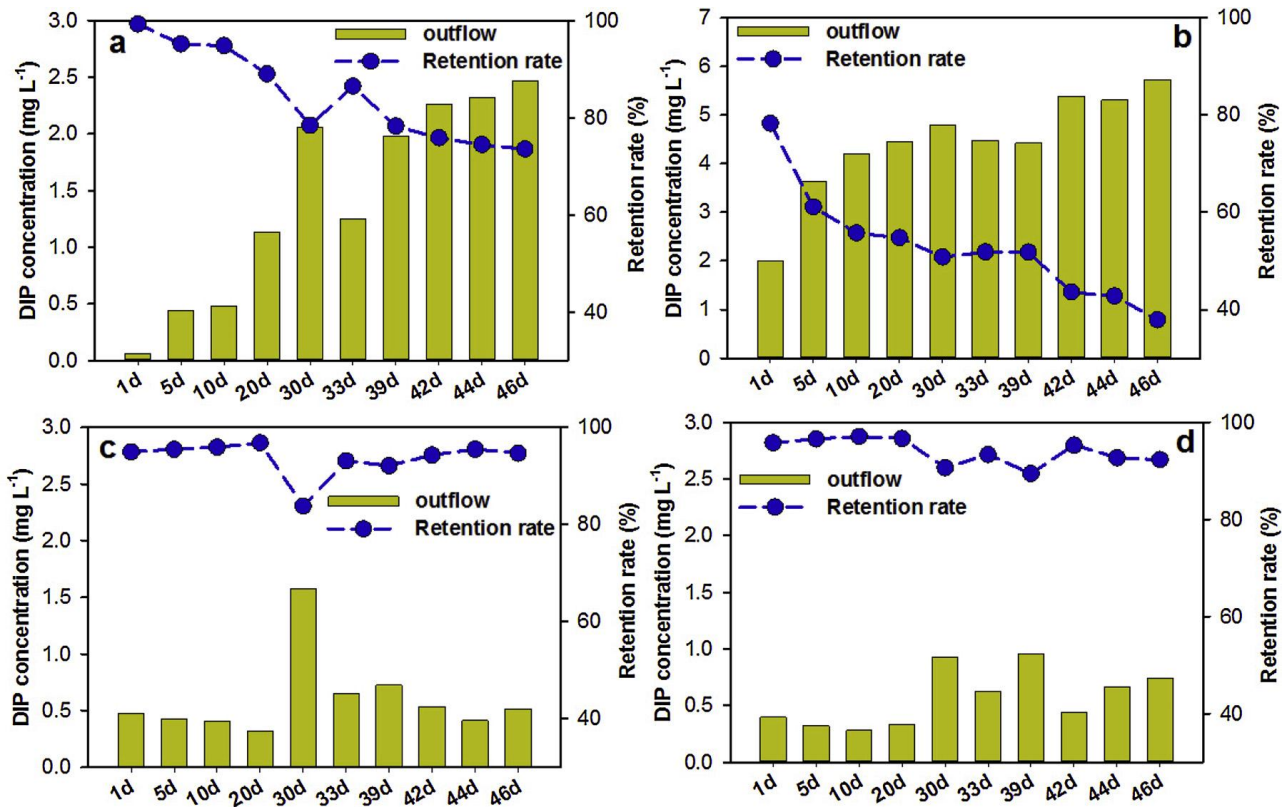 a
outflow
Retention rate
DIP concentration (mg L⁻¹)
3.0
2.5
2.0
1.5
1.0
0.5
0.0
100
80
60
40
Retention rate (%)
1d 5d 10d 20d 30d 33d 39d 42d 44d 46d
b
outflow
Retention rate
DIP concentration (mg L⁻¹)
7
6
5
4
3
2
1
0
100
80
60
40
Retention rate (%)
1d 5d 10d 20d 30d 33d 39d 42d 44d 46d
c
outflow
Retention rate
DIP concentration (mg L⁻¹)
3.0
2.5
2.0
1.5
1.0
0.5
0.0
100
80
60
40
Retention rate (%)
1d 5d 10d 20d 30d 33d 39d 42d 44d 46d
d
outflow
Retention rate
DIP concentration (mg L⁻¹)
3.0
2.5
2.0
1.5
1.0
0.5
0.0
100
80
60
40
Retention rate (%)
1d 5d 10d 20d 30d 33d 39d 42d 44d 46d